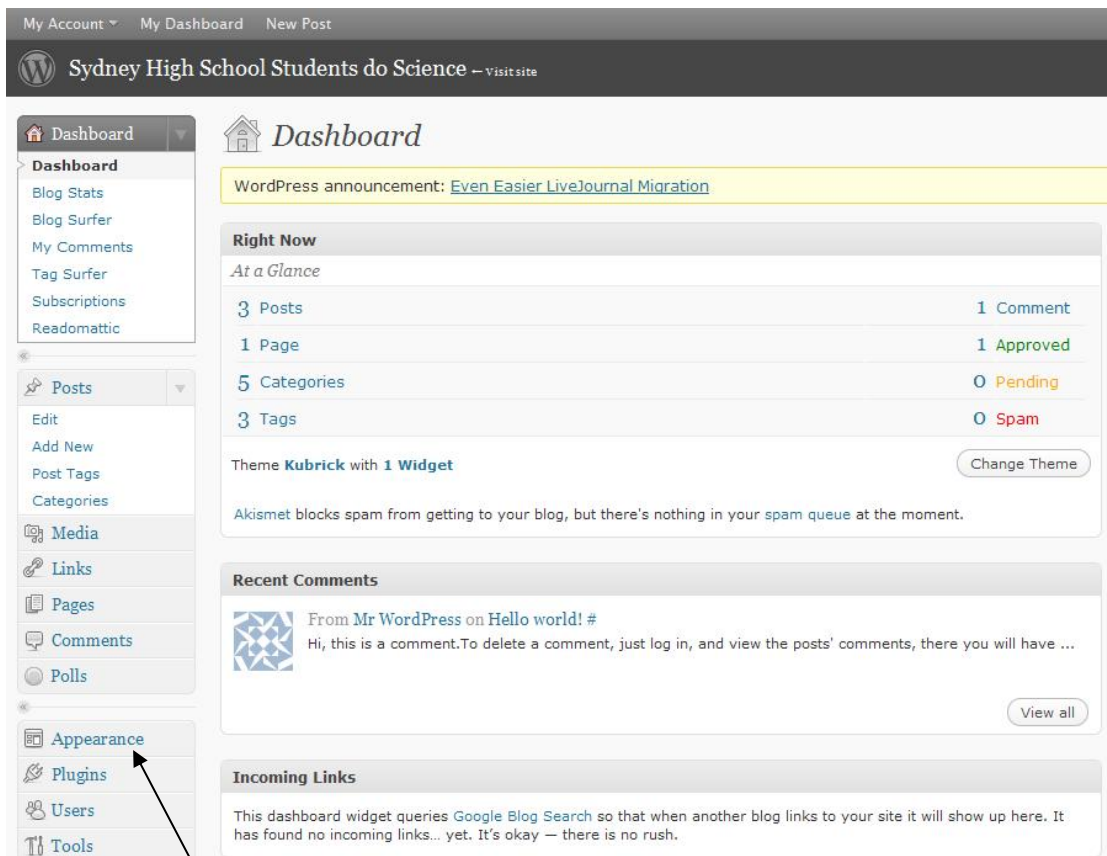 My Account My Dashboard New Post
Sydney High School Students do Science ← Visit site
Dashboard
Dashboard
Blog Stats
Blog Surfer
My Comments
Tag Surfer
Subscriptions
Readomattic
Posts
Edit
Add New
Post Tags
Categories
Media
Links
Pages
Comments
Polls
Appearance
Plugins
Users
Tools
Dashboard
WordPress announcement: Even Easier LiveJournal Migration
Right Now
At a Glance
3 Posts 1 Comment
1 Page 1 Approved
5 Categories 0 Pending
3 Tags 0 Spam
Theme Kubrick with 1 Widget Change Theme
Akismet blocks spam from getting to your blog, but there's nothing in your spam queue at the moment.
Recent Comments
From Mr WordPress on Hello world! #
Hi, this is a comment.To delete a comment, just log in, and view the posts' comments, there you will have ...
View all
Incoming Links
This dashboard widget queries Google Blog Search so that when another blog links to your site it will show up here. It
has found no incoming links… yet. It's okay — there is no rush.